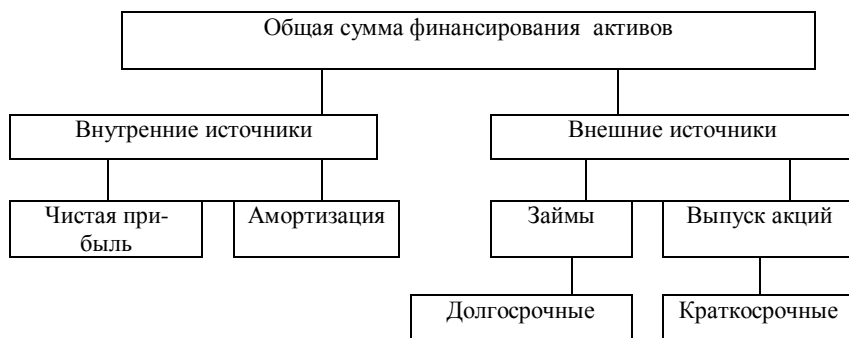 Общая сумма финансирования активов
Внутренние источники
Внешние источники
Чистая при-
быль
Амортизация
Займы
Выпуск акций
Долгосрочные
Краткосрочные